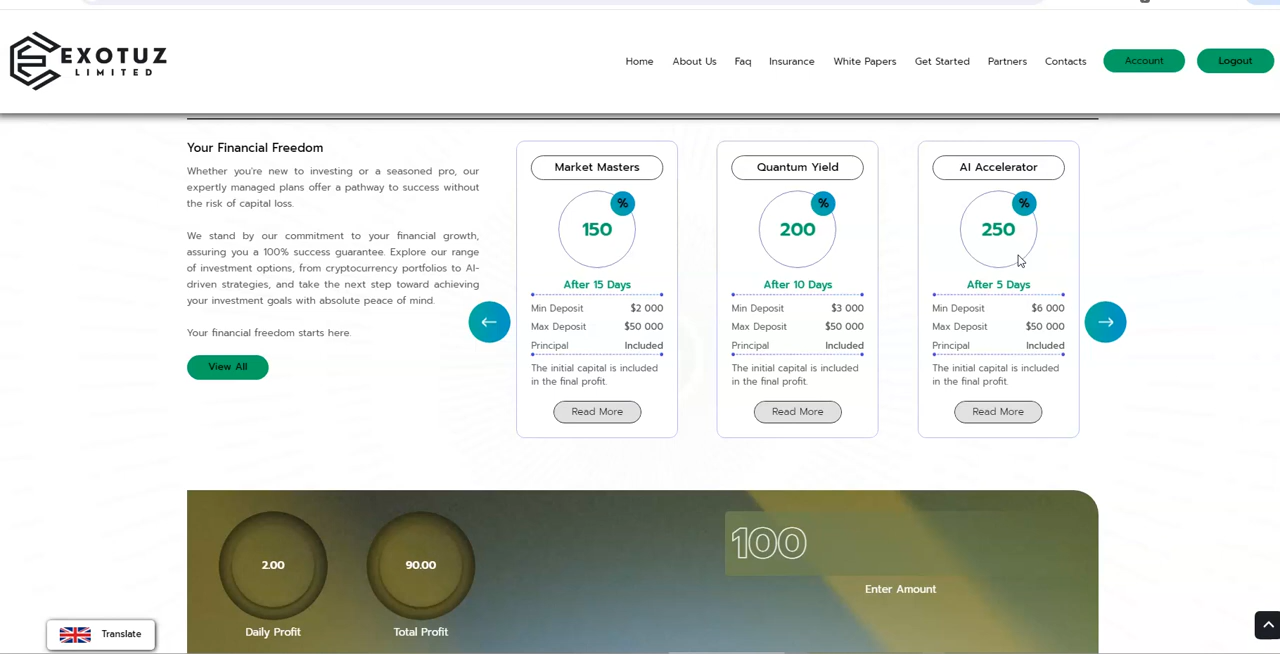 EXOTUZ
LIMITED
Home About Us Faq Insurance White Papers Get Started Partners Contacts Account Logout
Your Financial Freedom
Whether you're new to investing or a seasoned pro, our
expertly managed plans offer a pathway to success without
the risk of capital loss.
We stand by our commitment to your financial growth,
assuring you a 100% success guarantee. Explore our range
of investment options, from cryptocurrency portfolios to AI-
driven strategies, and take the next step toward achieving
your investment goals with absolute peace of mind.
Your financial freedom starts here.
View All
Market Masters
%
150
After 15 Days
Min Deposit $2 000
Max Deposit $50 000
Principal Included
The initial capital is included
in the final profit.
Read More
Quantum Yield
%
200
After 10 Days
Min Deposit $3 000
Max Deposit $50 000
Principal Included
The initial capital is included
in the final profit.
Read More
AI Accelerator
%
250
After 5 Days
Min Deposit $6 000
Max Deposit $50 000
Principal Included
The initial capital is included
in the final profit.
Read More
2.00
Daily Profit
90.00
Total Profit
100
Enter Amount
Translate